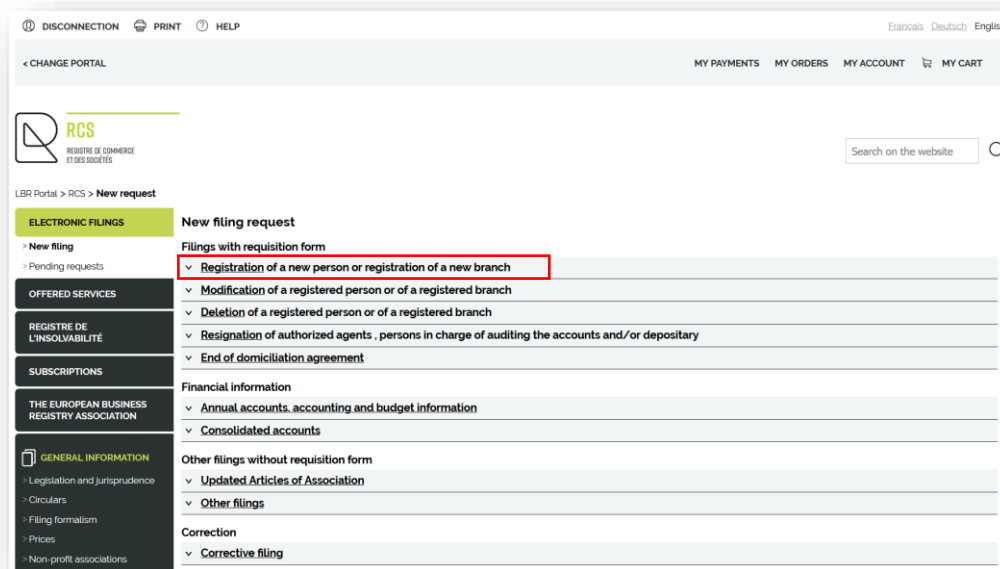 DISCONNECTION PRINT HELP
Français Deutsch Englis
< CHANGE PORTAL
MY PAYMENTS MY ORDERS MY ACCOUNT MY CART
RCS
REGISTRE DE COMMERCE
ET DES SOCIÉTÉS
Search on the website
LBR Portal > RCS > New request
ELECTRONIC FILINGS
> New filing
> Pending requests
OFFERED SERVICES
REGISTRE DE
L'INSOLVABILITÉ
SUBSCRIPTIONS
THE EUROPEAN BUSINESS
REGISTRY ASSOCIATION
GENERAL INFORMATION
> Legislation and jurisprudence
> Circulars
> Filing formalism
> Prices
> Non-profit associations
New filing request
Filings with requisition form
Registration of a new person or registration of a new branch
Modification of a registered person or of a registered branch
Deletion of a registered person or of a registered branch
Resignation of authorized agents , persons in charge of auditing the accounts and/or depositary
End of domiciliation agreement
Financial information
Annual accounts, accounting and budget information
Consolidated accounts
Other filings without requisition form
Updated Articles of Association
Other filings
Correction
Corrective filing